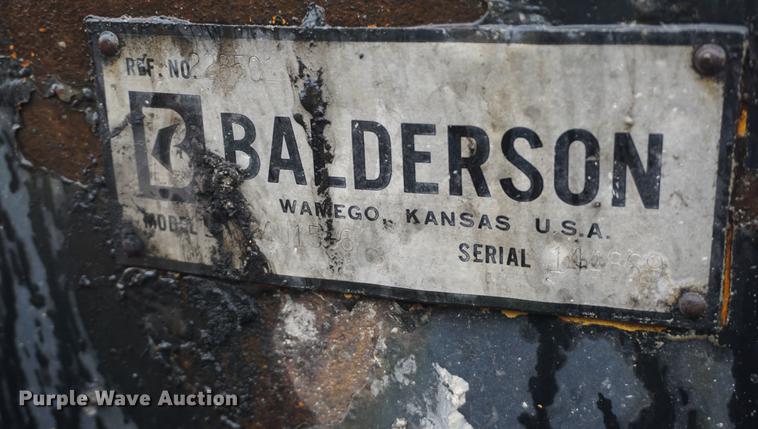 REF. NO.
B BALDERSON
WAMEGO, KANSAS U.S.A.
MODEL
SERIAL
Purple Wave Auction